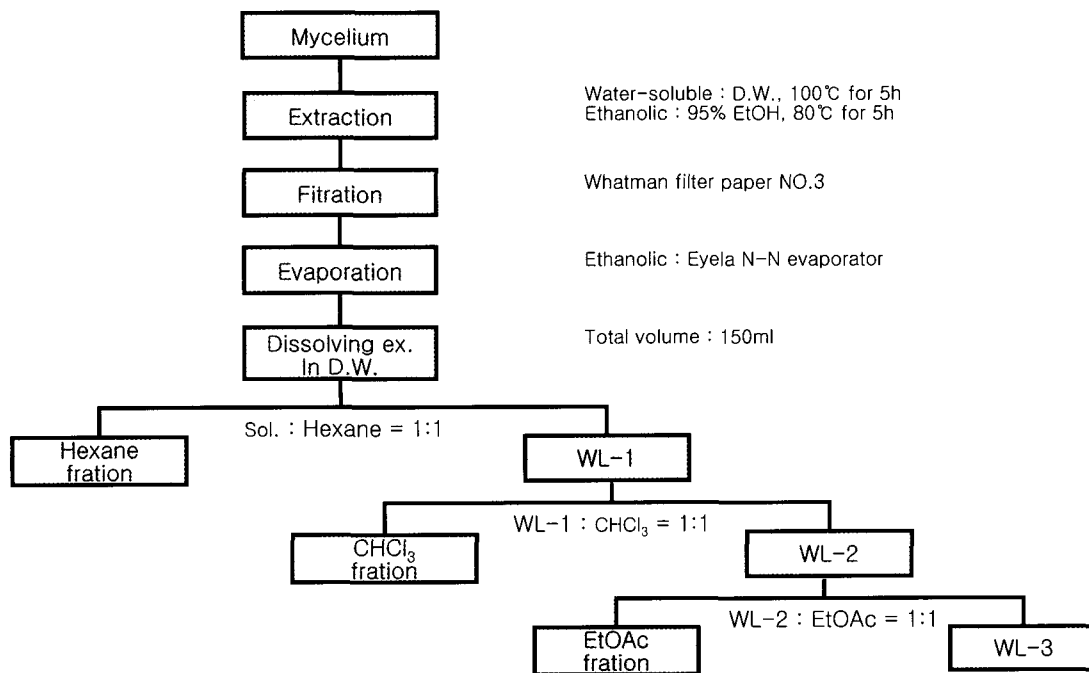 Mycelium
Extraction
Water-soluble : D.W., 100℃ for 5h
Ethanolic : 95% EtOH, 80℃ for 5h
Fitration
Whatman filter paper NO.3
Evaporation
Ethanolic : Eyela N-N evaporator
Dissolving ex.
In D.W.
Total volume : 150ml
Sol. : Hexane = 1:1
Hexane
fration
WL-1
WL-1 : CHCl₃ = 1:1
CHCl₃
fration
WL-2
WL-2 : EtOAc = 1:1
EtOAc
fration
WL-3